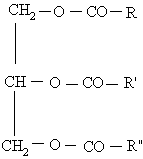 CH₂ — O — CO — R
CH — O — CO — R'
CH₂ — O — CO — R"